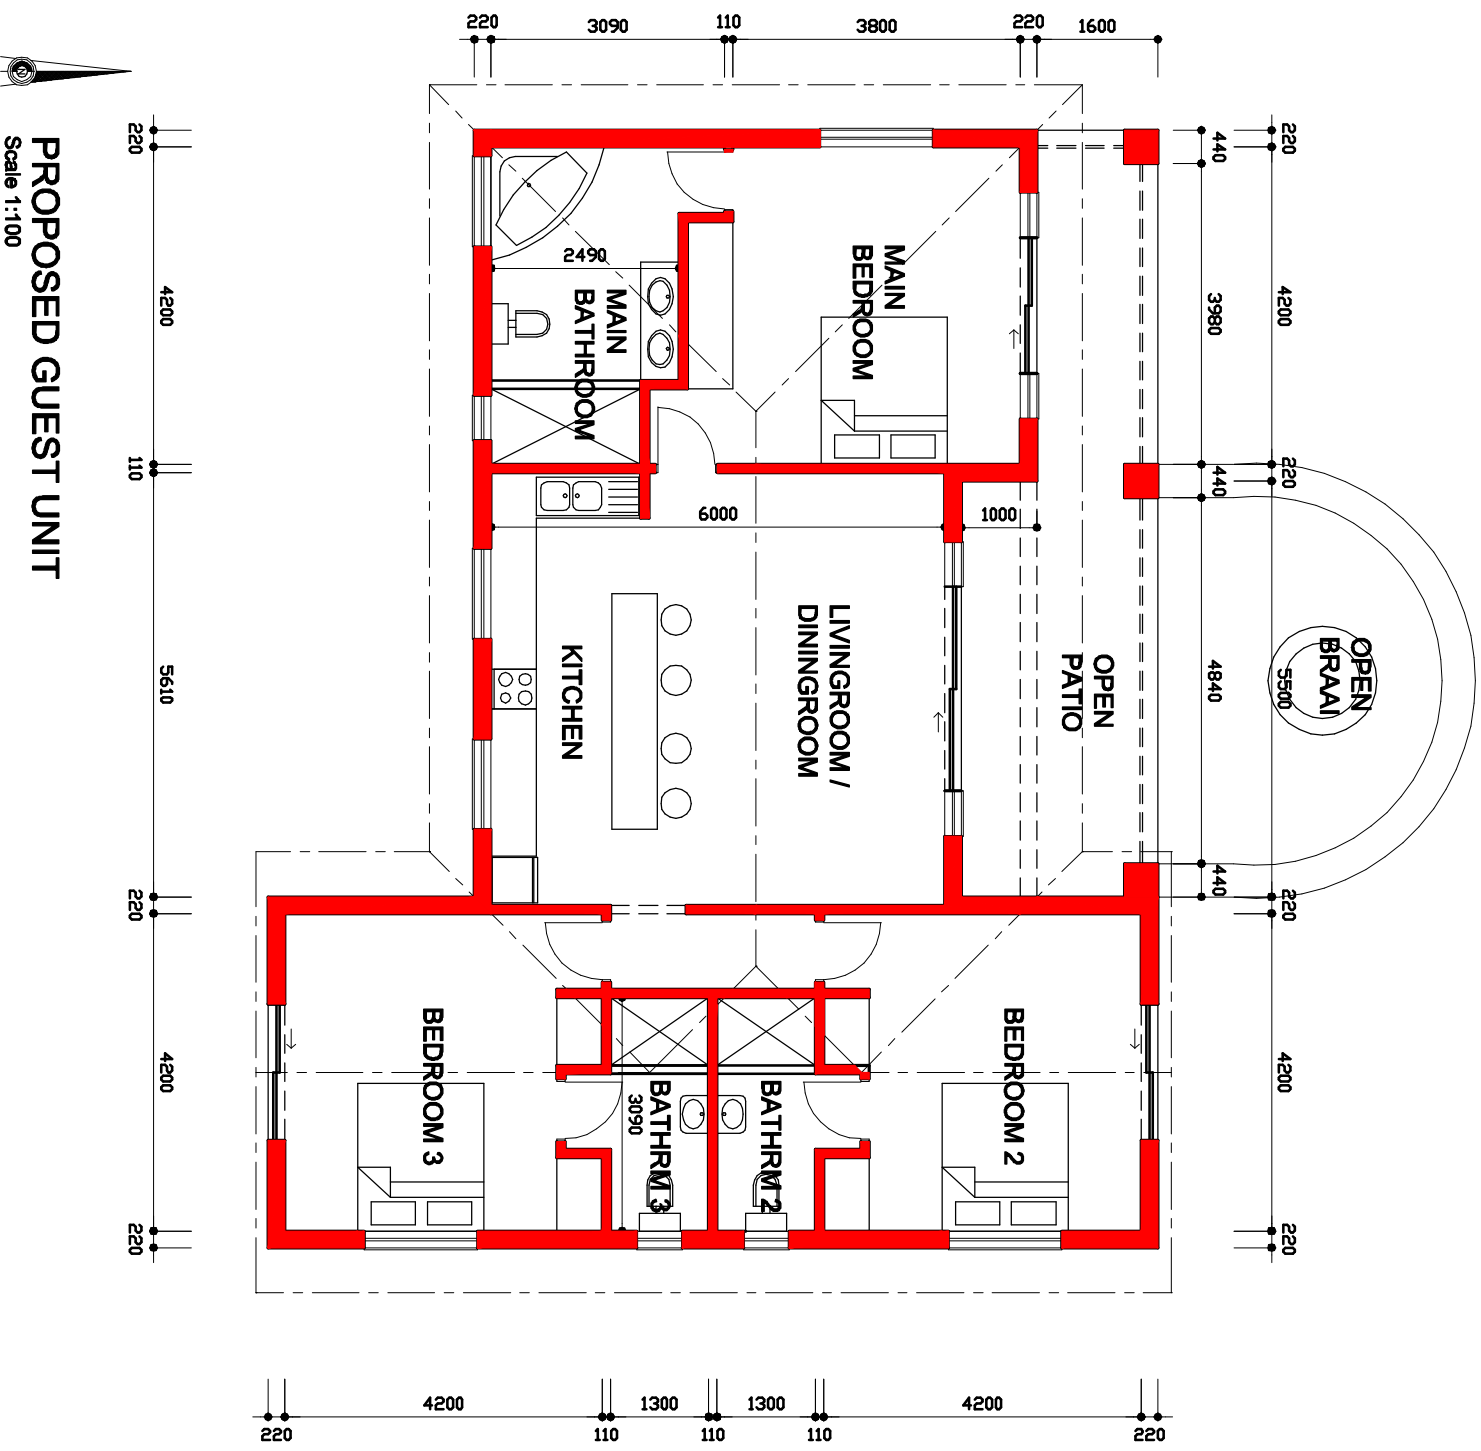 220
3090
110
3800
220
1600
N
PROPOSED GUEST UNIT
Scale 1:100
220
4200
110
5610
220
4200
220
MAIN
BEDROOM
2490
MAIN
BATHROOM
6000
1000
LIVINGROOM /
DININGROOM
KITCHEN
OPEN
PATIO
OPEN
BRAAI
440
3980
440
4840
440
220
4200
220
5500
220
4200
220
BEDROOM 3
BATHRM 3
3090
BATHRM 2
BEDROOM 2
4200
1300
1300
4200
220
110
110
110
220